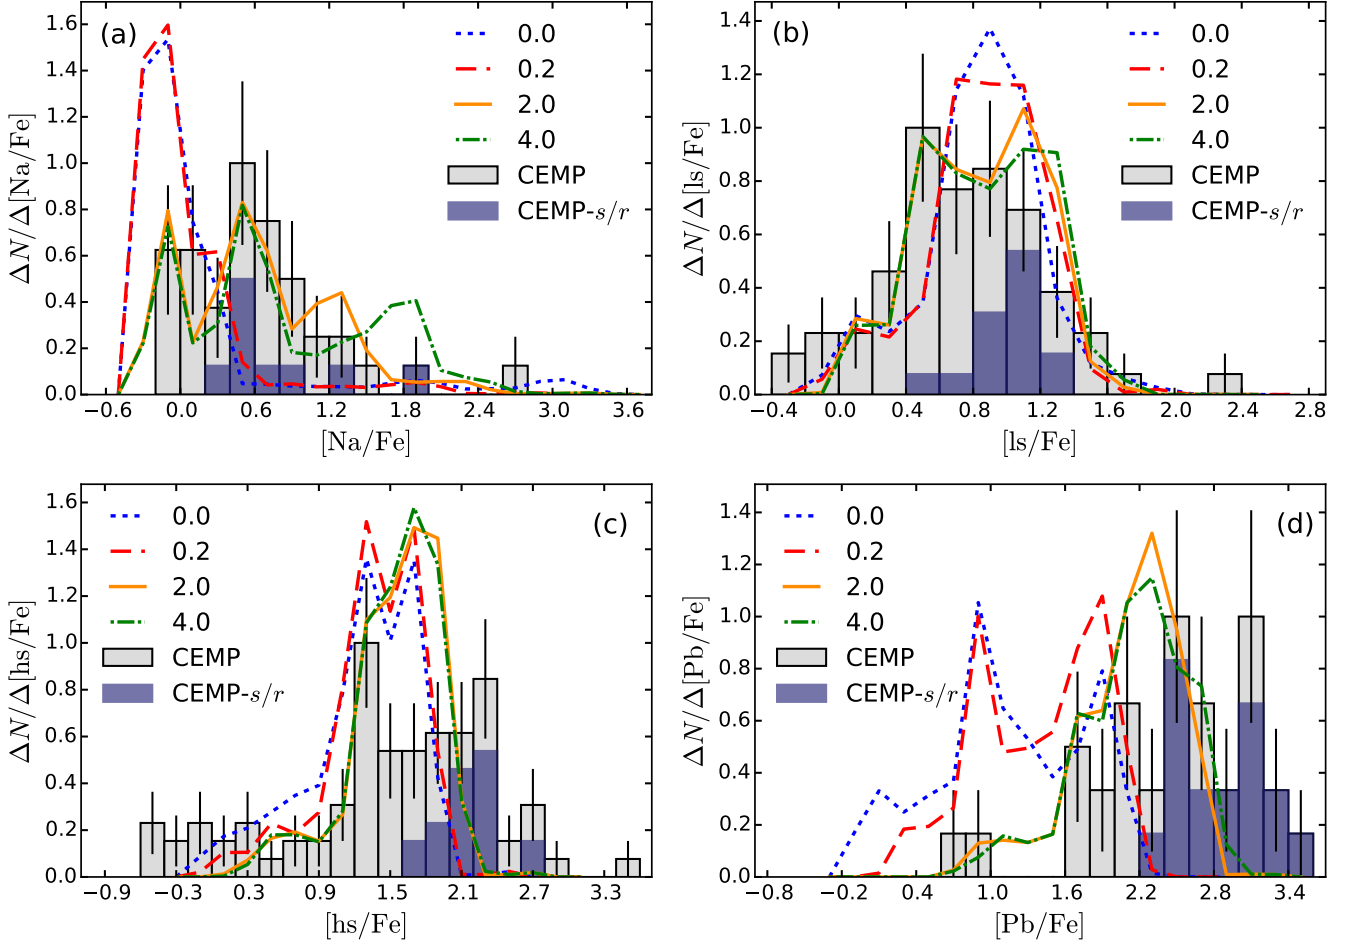 (a)
1.6
1.4
1.2
1.0
0.8
0.6
0.4
0.2
0.0
ΔN/Δ[Na/Fe]
0.0
0.2
2.0
4.0
CEMP
CEMP-s/r
−0.6 0.0 0.6 1.2 1.8 2.4 3.0 3.6
[Na/Fe]
(b)
1.4
1.2
1.0
0.8
0.6
0.4
0.2
0.0
ΔN/Δ[ls/Fe]
0.0
0.2
2.0
4.0
CEMP
CEMP-s/r
−0.4 0.0 0.4 0.8 1.2 1.6 2.0 2.4 2.8
[ls/Fe]
(c)
1.6
1.4
1.2
1.0
0.8
0.6
0.4
0.2
0.0
ΔN/Δ[hs/Fe]
0.0
0.2
2.0
4.0
CEMP
CEMP-s/r
−0.9 −0.3 0.3 0.9 1.5 2.1 2.7 3.3
[hs/Fe]
(d)
1.4
1.2
1.0
0.8
0.6
0.4
0.2
0.0
ΔN/Δ[Pb/Fe]
0.0
0.2
2.0
4.0
CEMP
CEMP-s/r
−0.8 −0.2 0.4 1.0 1.6 2.2 2.8 3.4
[Pb/Fe]